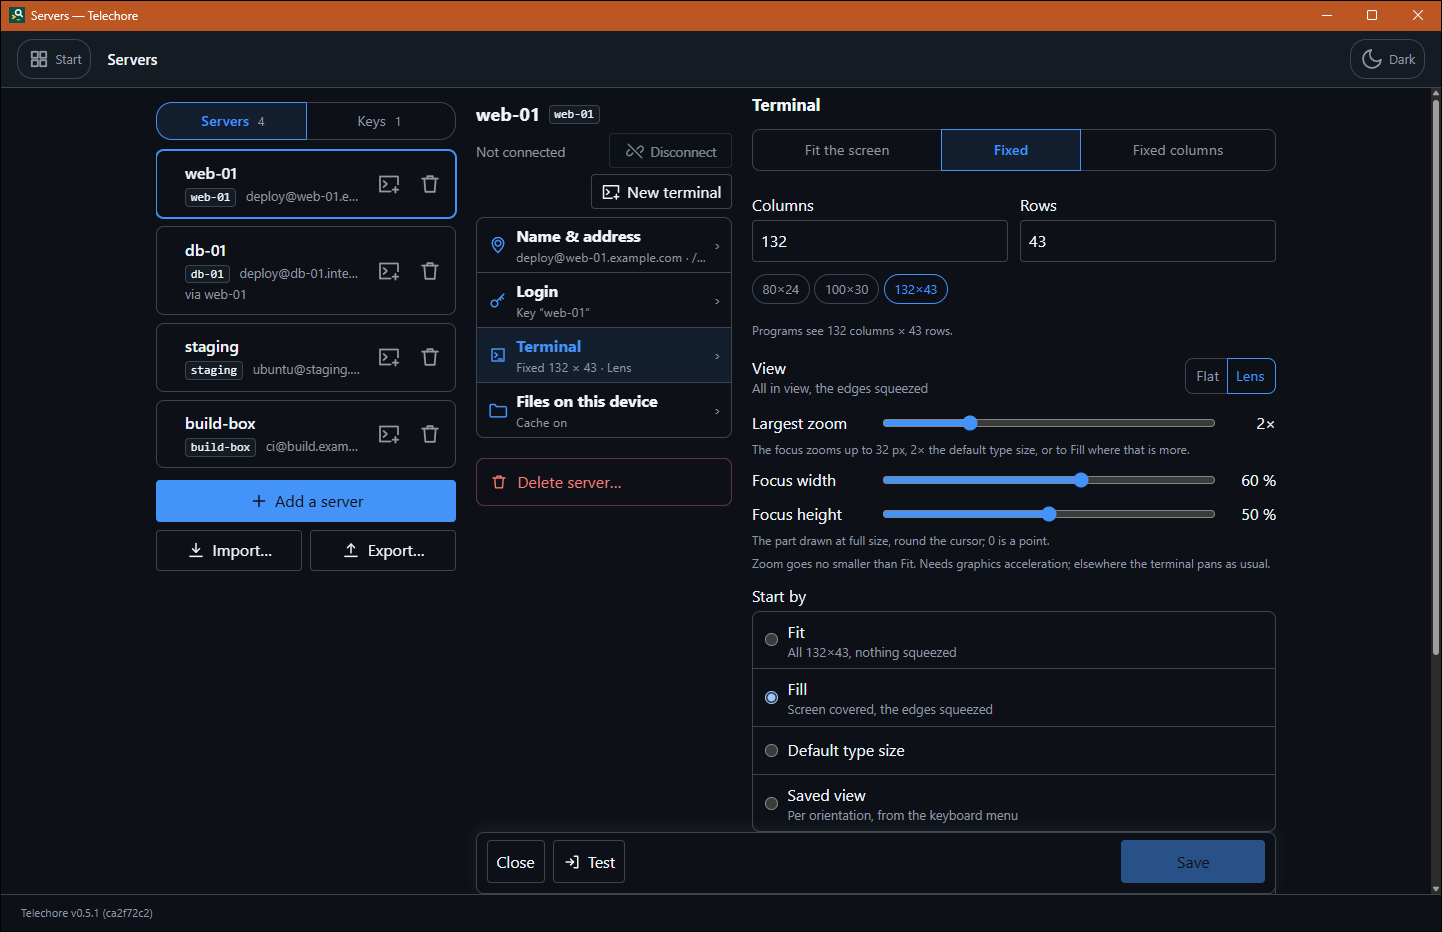 Servers — Telechore
Start
Servers
Dark
Servers 4
Keys 1
web-01
web-01 deploy@web-01.e...
db-01
db-01 deploy@db-01.inte...
via web-01
staging
staging ubuntu@staging....
build-box
build-box ci@build.exam...
+ Add a server
Import...
Export...
web-01 web-01
Not connected
Disconnect
New terminal
Name & address
deploy@web-01.example.com · /...
Login
Key “web-01”
Terminal
Fixed 132 × 43 · Lens
Files on this device
Cache on
Delete server...
Terminal
Fit the screen
Fixed
Fixed columns
Columns
Rows
132
43
80×24
100×30
132×43
Programs see 132 columns × 43 rows.
View
All in view, the edges squeezed
Flat
Lens
Largest zoom
2×
The focus zooms up to 32 px, 2× the default type size, or to Fill where that is more.
Focus width
60 %
Focus height
50 %
The part drawn at full size, round the cursor; 0 is a point.
Zoom goes no smaller than Fit. Needs graphics acceleration; elsewhere the terminal pans as usual.
Start by
Fit
All 132×43, nothing squeezed
Fill
Screen covered, the edges squeezed
Default type size
Saved view
Per orientation, from the keyboard menu
Close
Test
Save
Telechore v0.5.1 (ca2f72c2)